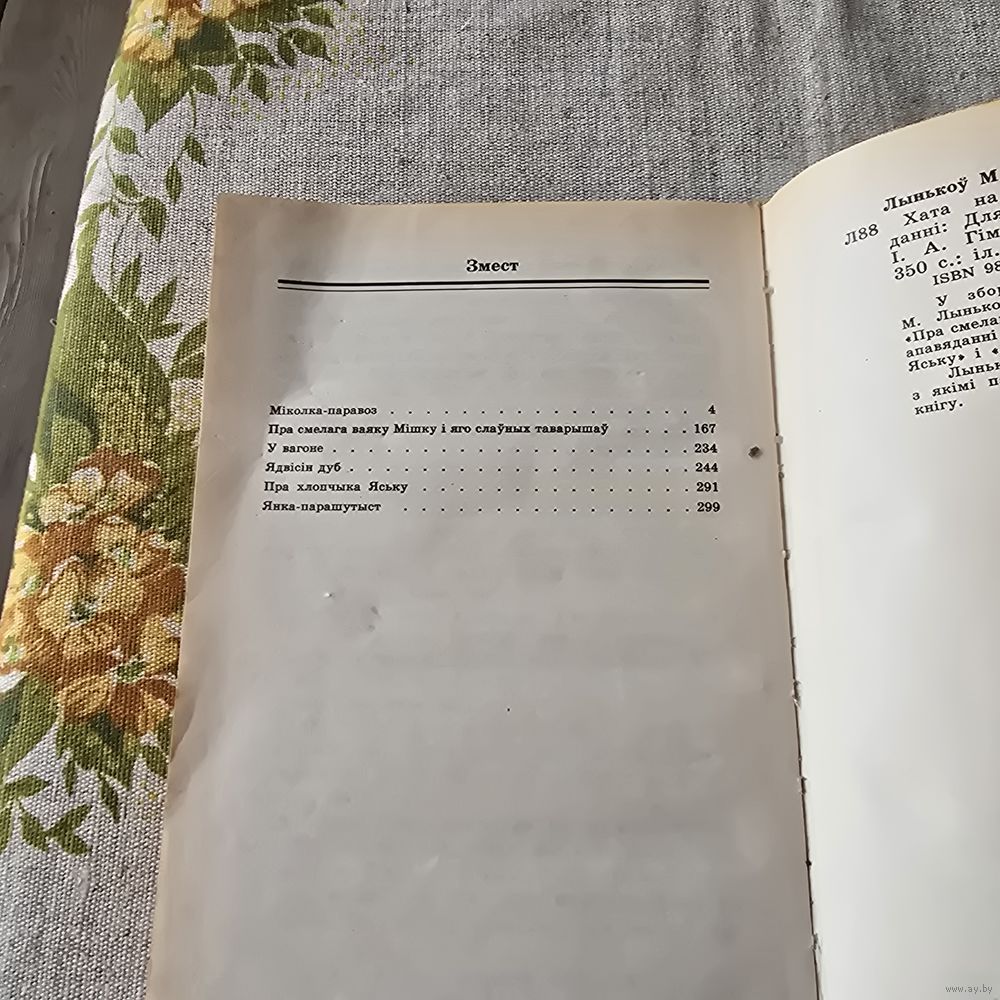 Змест
Міколка-паравоз . . . . . . . . . . . . . . . . . 4
Пра смелага ваяку Мішку і яго слаўных таварышаў . . . . 167
У вагоне . . . . . . . . . . . . . . . . . . . . 234
Ядвісін дуб . . . . . . . . . . . . . . . . . . . 244
Пра хлопчыка Яську . . . . . . . . . . . . . . . 291
Янка-парашутыст . . . . . . . . . . . . . . . . 299
Лынькоў М
Л88 Хата на
данні: Для
І. А. Гім
350 с.: іл.
ISBN 98
У збор
М. Лынько
«Пра смела
апавяданні
Яську» і «
Лыньк
з якімі п
кнігу.
www.ay.by